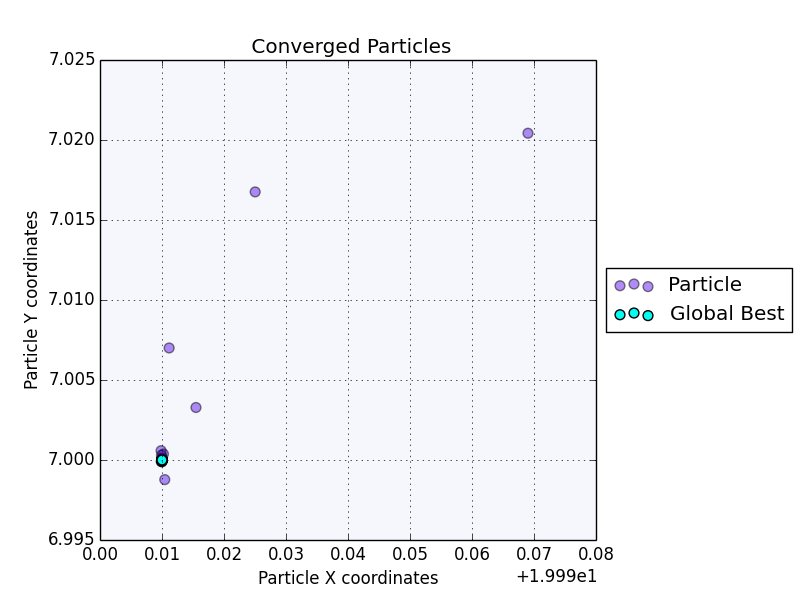 Converged Particles
7.025
7.020
7.015
7.010
7.005
7.000
6.995
Particle Y coordinates
0.00 0.01 0.02 0.03 0.04 0.05 0.06 0.07 0.08
Particle X coordinates
+1.999e1
Particle
Global Best